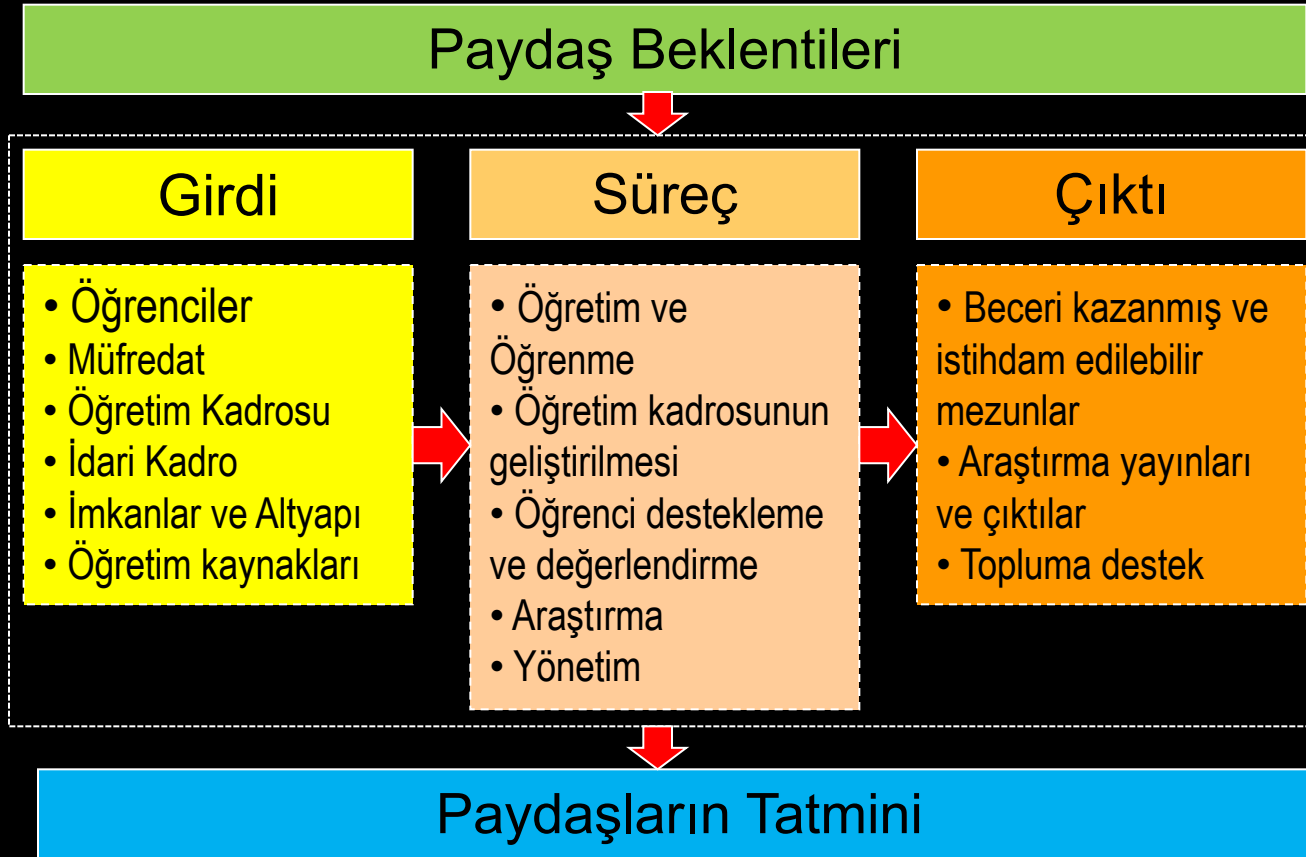 Paydaş Beklentileri
Girdi
• Öğrenciler
• Müfredat
• Öğretim Kadrosu
• İdari Kadro
• İmkanlar ve Altyapı
• Öğretim kaynakları
Süreç
• Öğretim ve
Öğrenme
• Öğretim kadrosunun
geliştirilmesi
• Öğrenci destekleme
ve değerlendirme
• Araştırma
• Yönetim
Çıktı
• Beceri kazanmış ve
istihdam edilebilir
mezunlar
• Araştırma yayınları
ve çıktılar
• Topluma destek
Paydaşların Tatmini